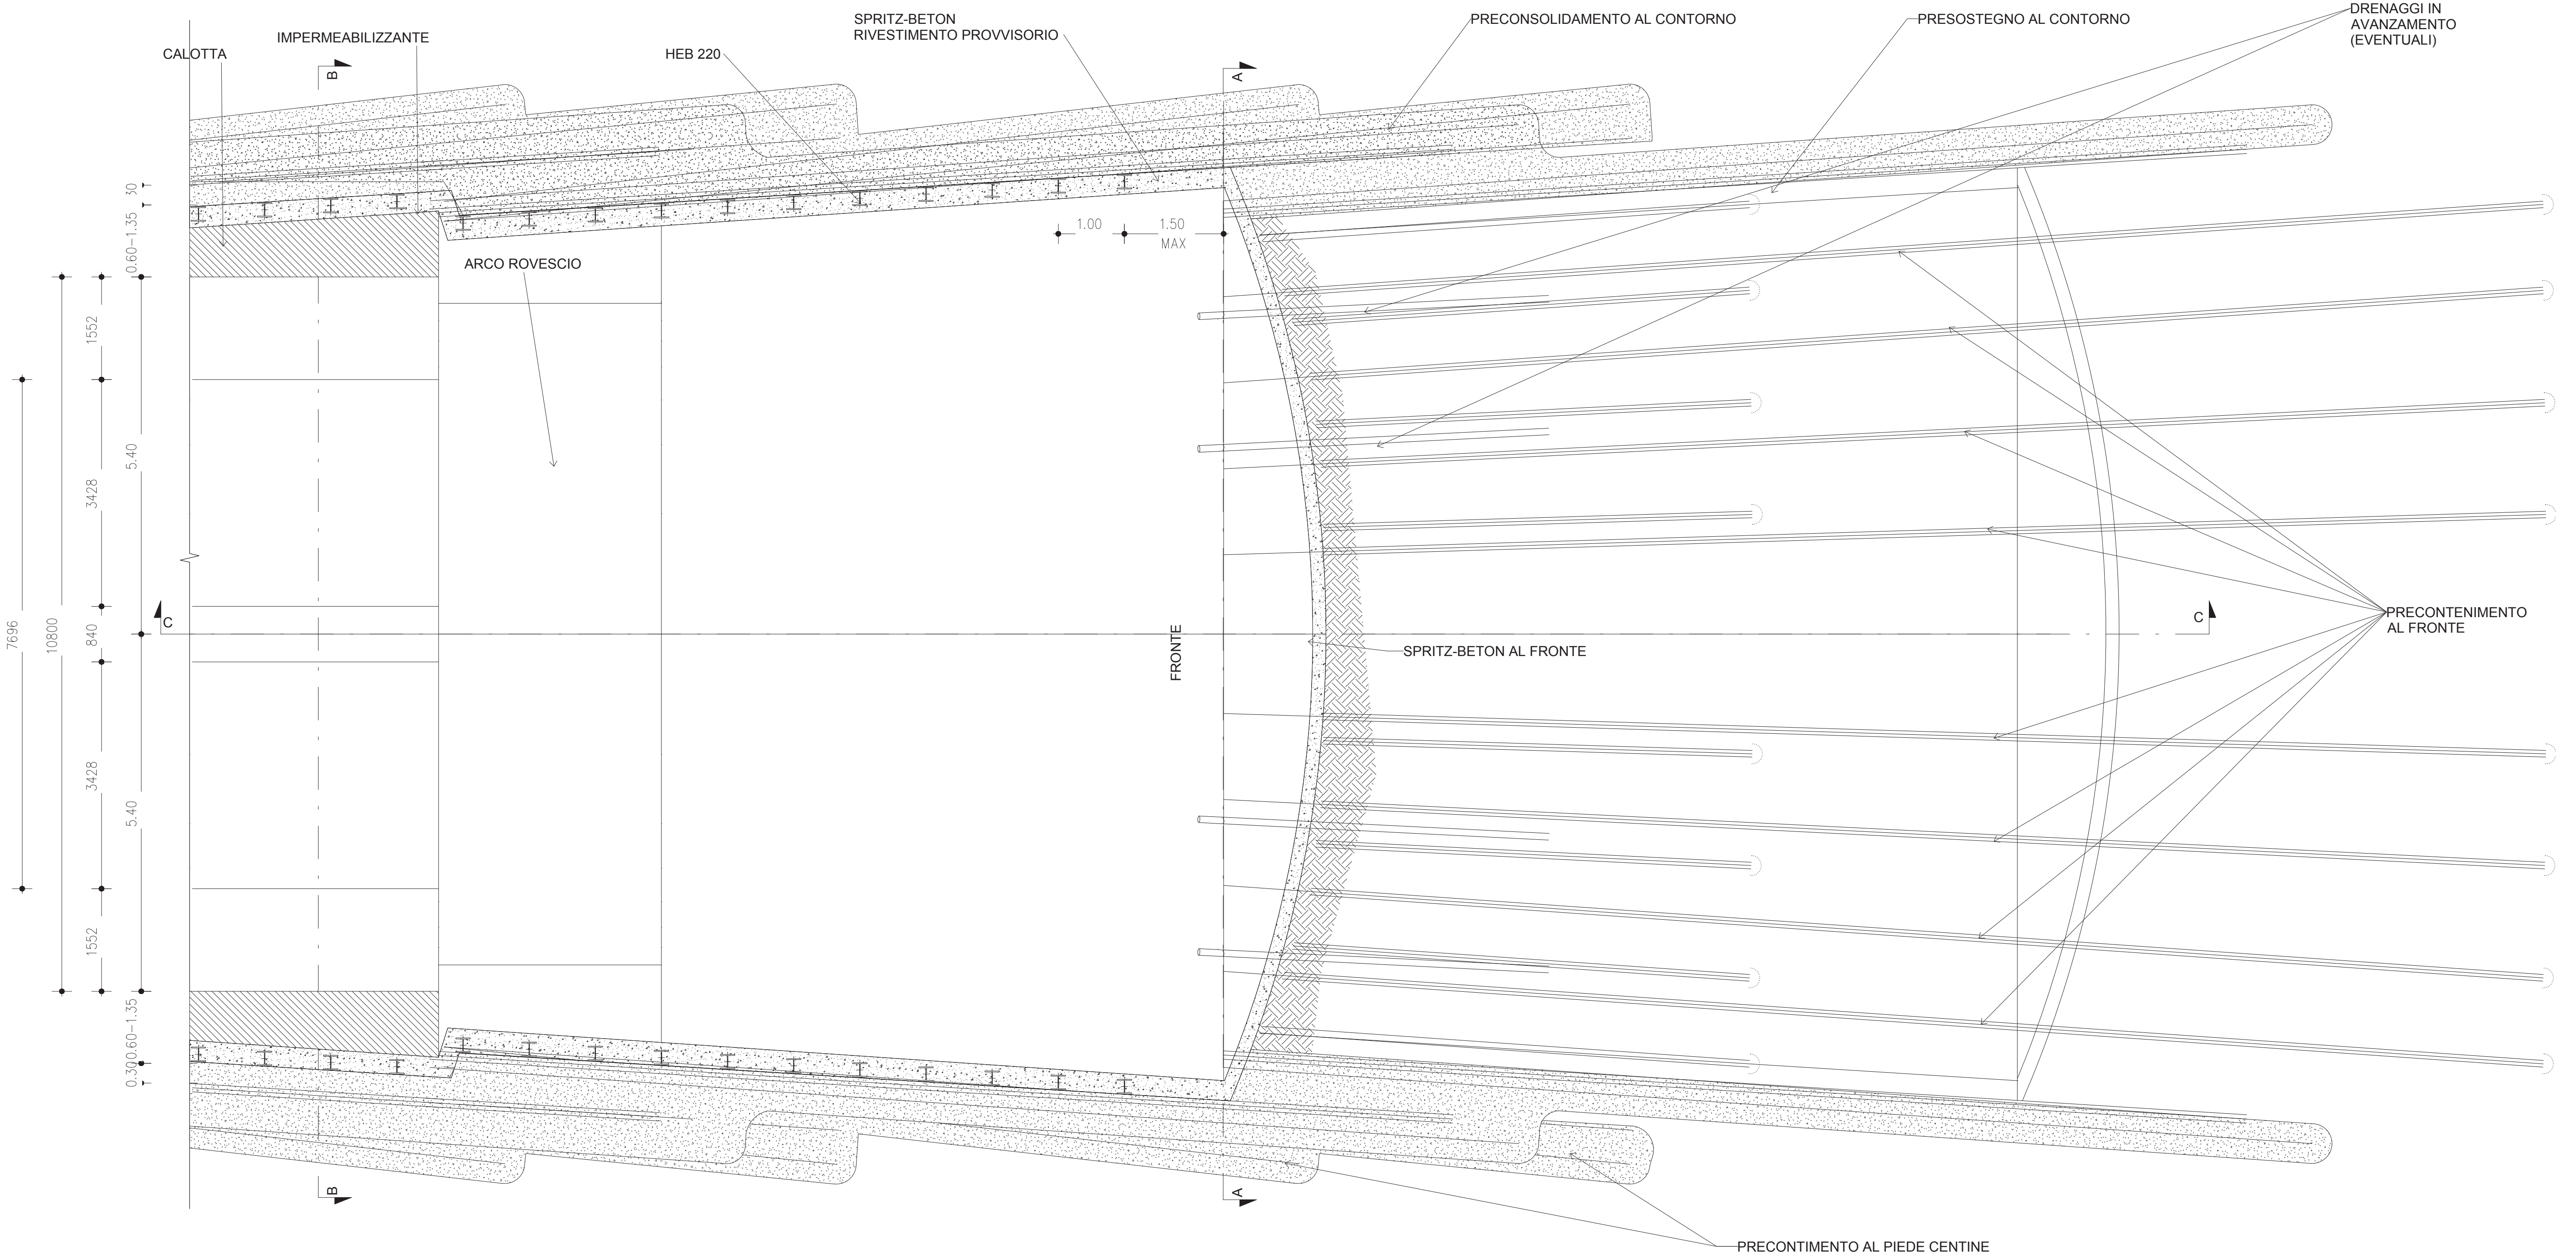 SPRITZ-BETON
RIVESTIMENTO PROVVISORIO
PRECONSOLIDAMENTO AL CONTORNO
PRESOSTEGNO AL CONTORNO
DRENAGGI IN
AVANZAMENTO
(EVENTUALI)
IMPERMEABILIZZANTE
CALOTTA
HEB 220
B
A
30
0.60-1.35
1.00
1.50
MAX
ARCO ROVESCIO
1552
5.40
3428
7696
10800
840
C
C
FRONTE
SPRITZ-BETON AL FRONTE
PRECONTENIMENTO
AL FRONTE
3428
5.40
1552
0.60-1.35
0.30
B
A
PRECONTIMENTO AL PIEDE CENTINE